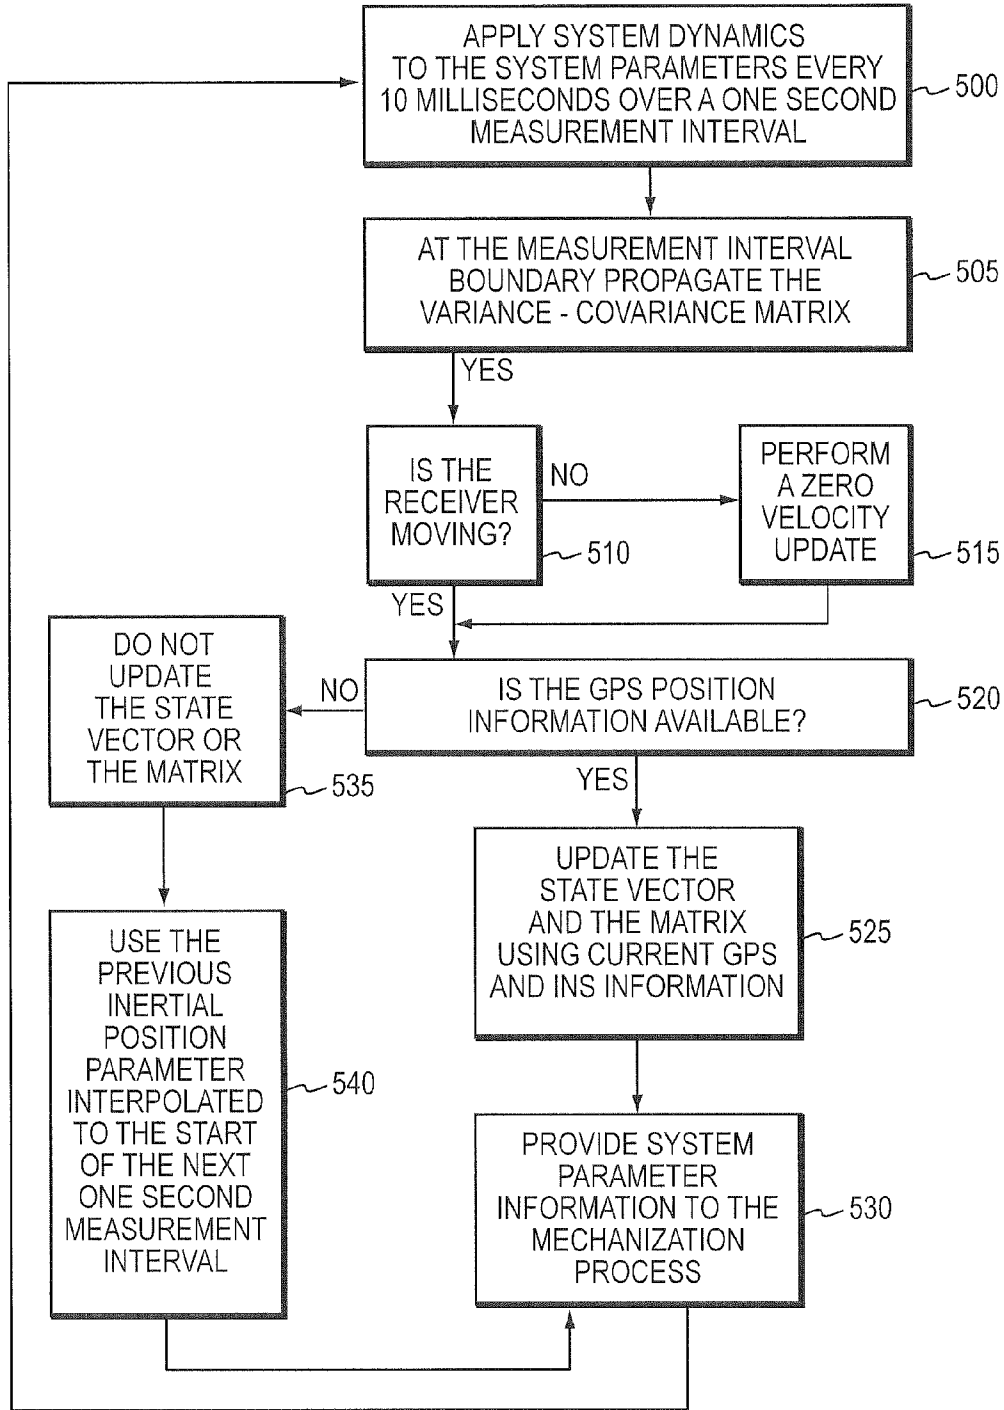 APPLY SYSTEM DYNAMICS
TO THE SYSTEM PARAMETERS EVERY
10 MILLISECONDS OVER A ONE SECOND
MEASUREMENT INTERVAL
500
AT THE MEASUREMENT INTERVAL
BOUNDARY PROPAGATE THE
VARIANCE - COVARIANCE MATRIX
505
YES
IS THE
RECEIVER
MOVING?
510
NO
PERFORM
A ZERO
VELOCITY
UPDATE
515
YES
IS THE GPS POSITION
INFORMATION AVAILABLE?
520
NO
DO NOT
UPDATE
THE STATE
VECTOR OR
THE MATRIX
535
YES
UPDATE THE
STATE VECTOR
AND THE MATRIX
USING CURRENT GPS
AND INS INFORMATION
525
USE THE
PREVIOUS
INERTIAL
POSITION
PARAMETER
INTERPOLATED
TO THE START
OF THE NEXT
ONE SECOND
MEASUREMENT
INTERVAL
540
PROVIDE SYSTEM
PARAMETER
INFORMATION TO THE
MECHANIZATION
PROCESS
530